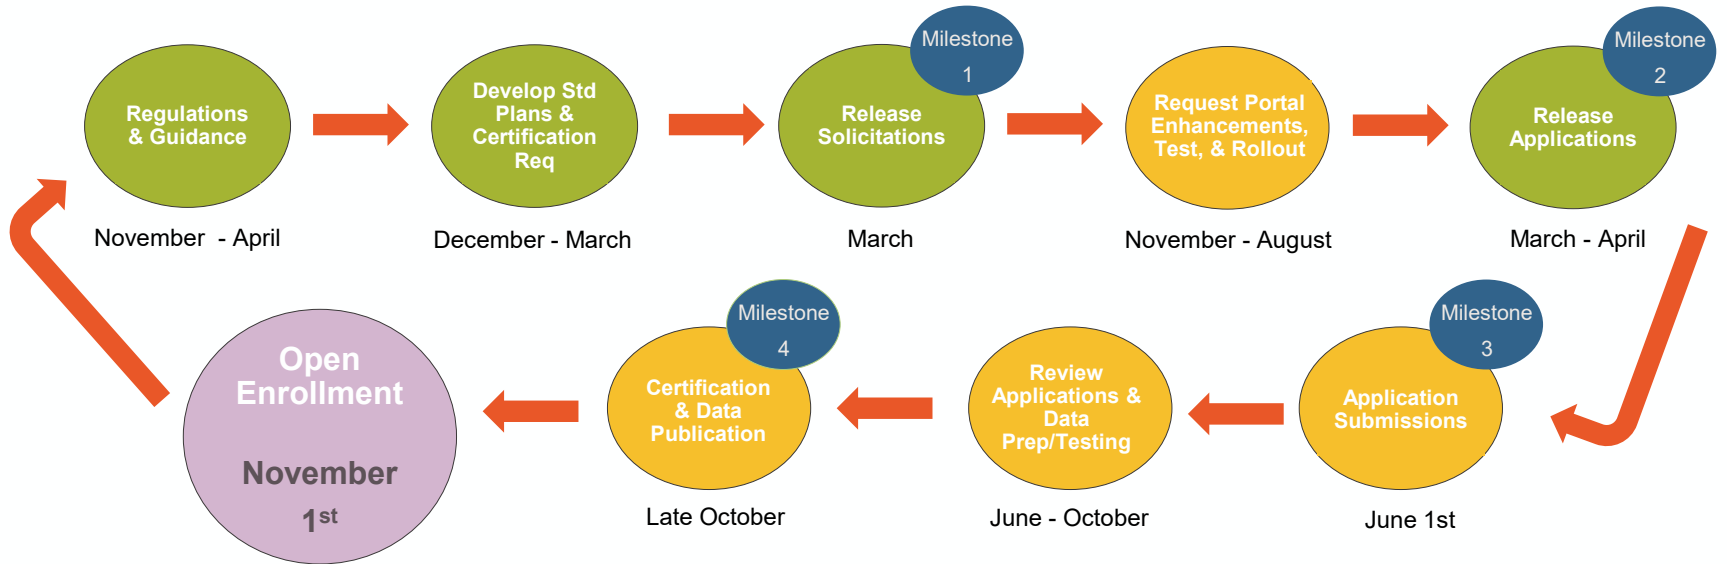 Regulations
& Guidance
November - April
Develop Std
Plans &
Certification
Req
December - March
Milestone
1
Release
Solicitations
March
Request Portal
Enhancements,
Test, & Rollout
November - August
Milestone
2
Release
Applications
March - April
Milestone
3
Application
Submissions
June 1st
Review
Applications &
Data
Prep/Testing
June - October
Milestone
4
Certification
& Data
Publication
Late October
Open
Enrollment
November
1st